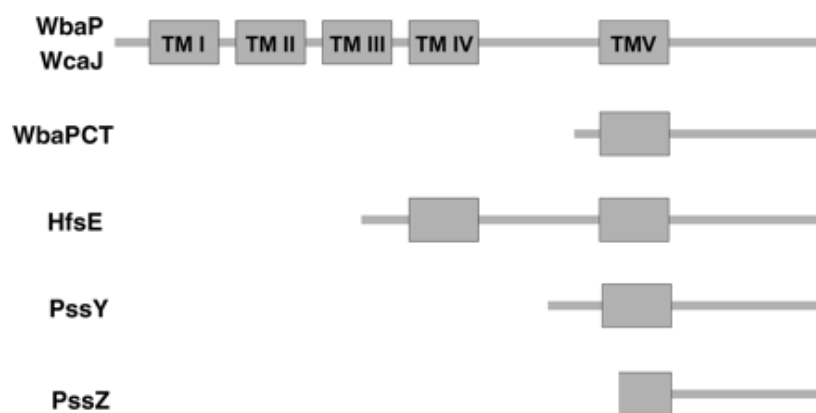 WbaP
WcaJ
TM I TM II TM III TM IV TMV
WbaPCT
HfsE
PssY
PssZ